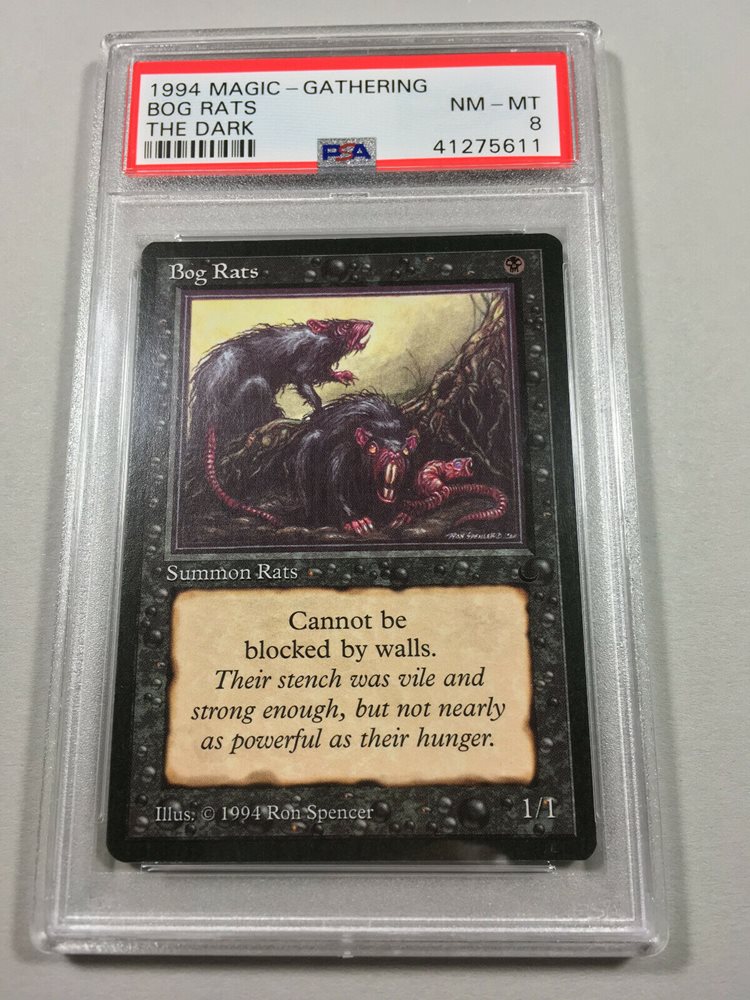 1994 MAGIC – GATHERING
BOG RATS NM – MT
THE DARK 8
PSA 41275611
Bog Rats
Summon Rats
Cannot be
blocked by walls.
Their stench was vile and
strong enough, but not nearly
as powerful as their hunger.
Illus. © 1994 Ron Spencer 1/1